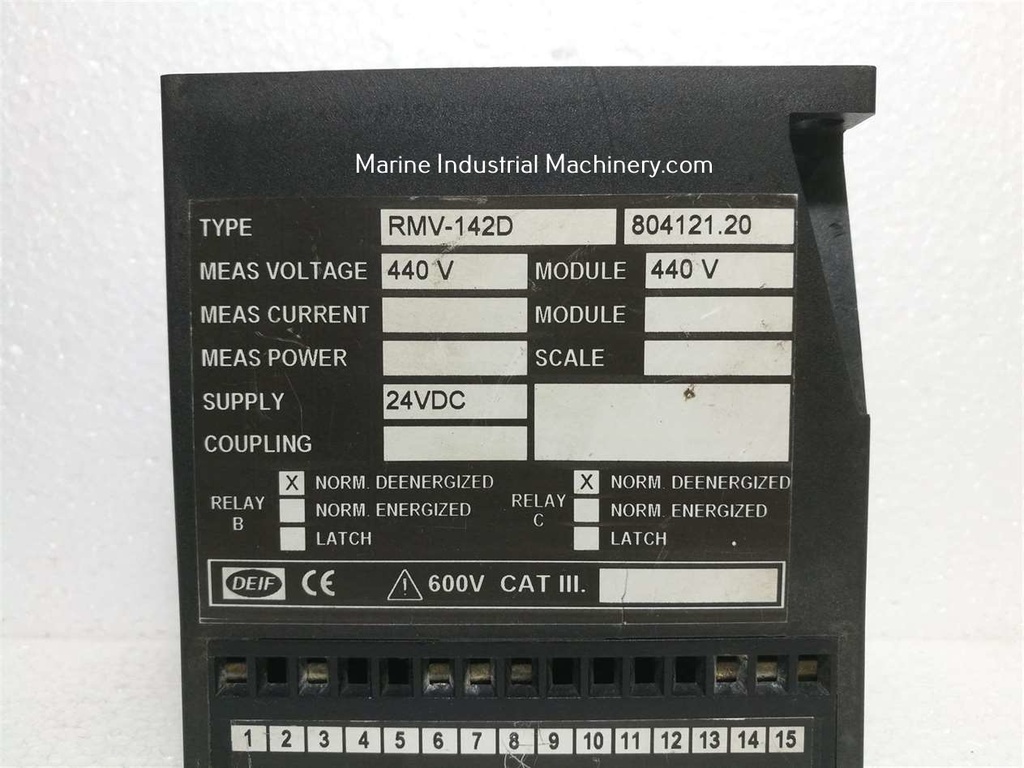 Marine Industrial Machinery.com
TYPE RMV-142D 804121.20
MEAS VOLTAGE 440 V MODULE 440 V
MEAS CURRENT MODULE
MEAS POWER SCALE
SUPPLY 24VDC
COUPLING
RELAY B X NORM. DEENERGIZED
NORM. ENERGIZED
LATCH
RELAY C X NORM. DEENERGIZED
NORM. ENERGIZED
LATCH
DEIF CE 600V CAT III.
1 2 3 4 5 6 7 8 9 10 11 12 13 14 15